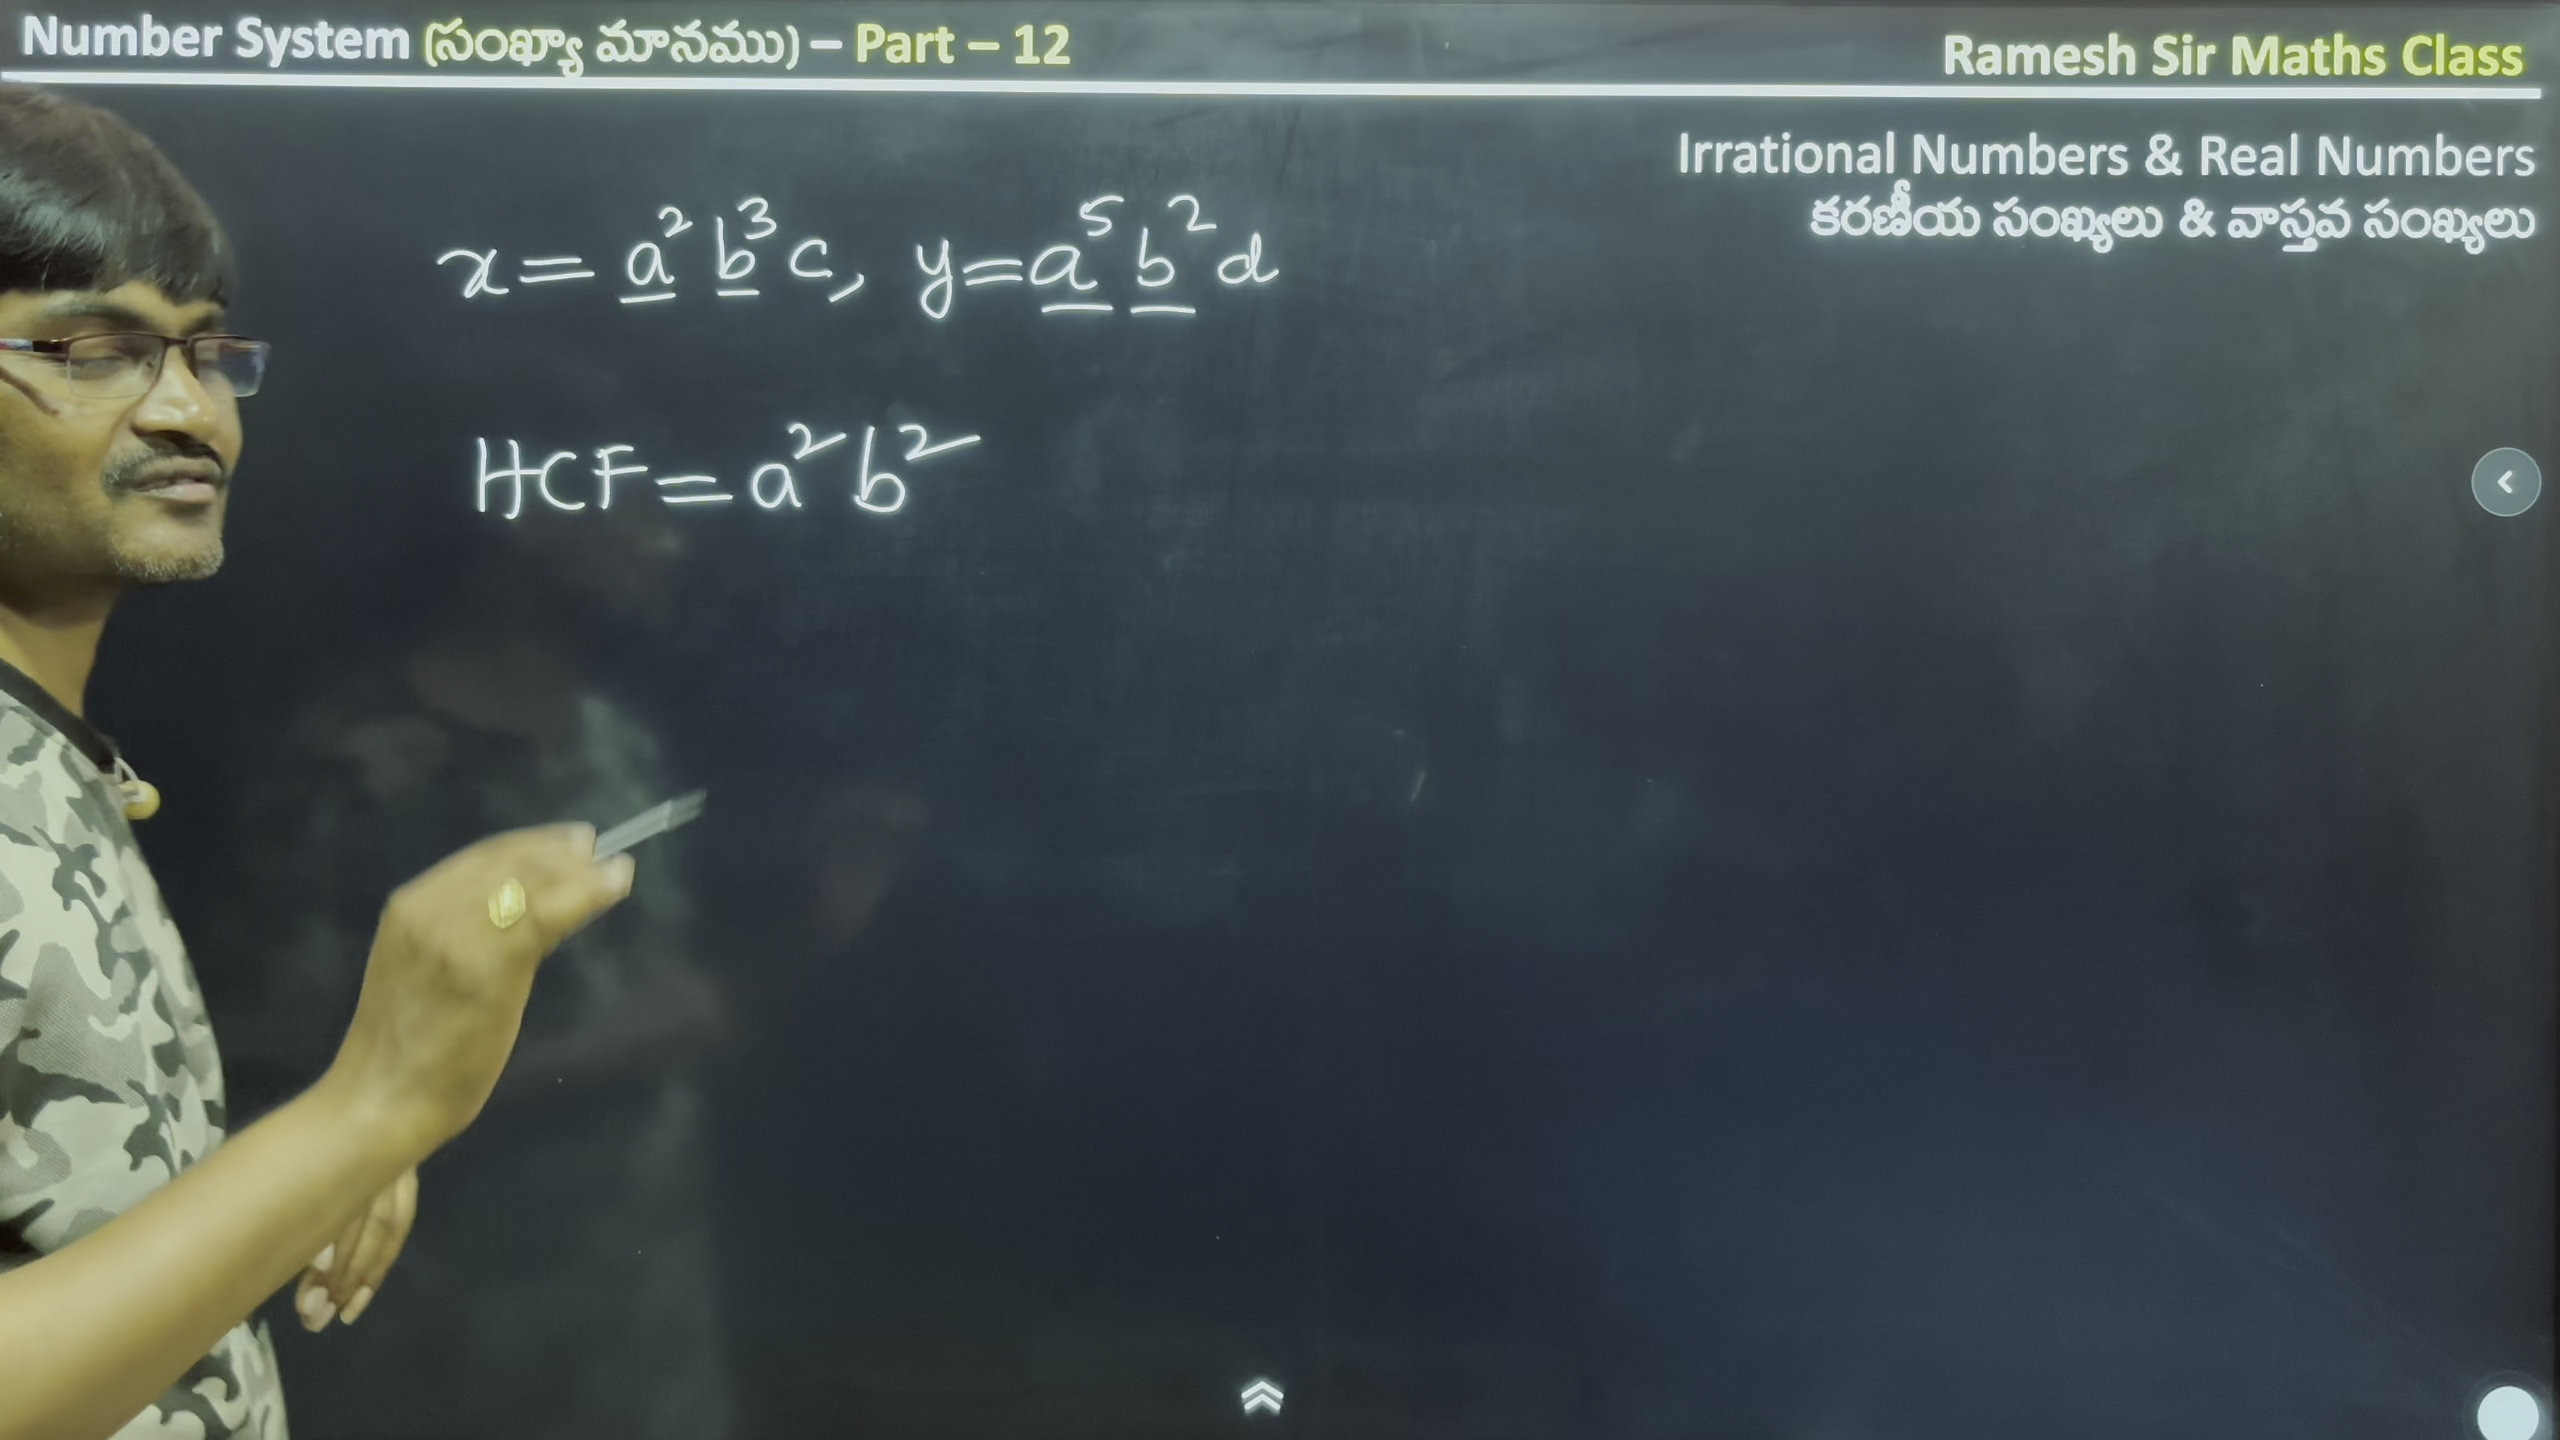 Number System (సంఖ్యా మానము) – Part – 12
Ramesh Sir Maths Class
Irrational Numbers & Real Numbers
కరణీయ సంఖ్యలు & వాస్తవ సంఖ్యలు
x = a² b³ c, y = a⁵ b² d
HCF = a² b²